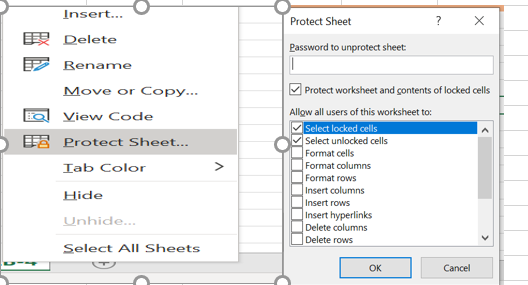 Insert...
Delete
Rename
Move or Copy...
View Code
Protect Sheet...
Tab Color
Hide
Unhide...
Select All Sheets
Protect Sheet
?
Password to unprotect sheet:
Protect worksheet and contents of locked cells
Allow all users of this worksheet to:
Select locked cells
Select unlocked cells
Format cells
Format columns
Format rows
Insert columns
Insert rows
Insert hyperlinks
Delete columns
Delete rows
OK
Cancel